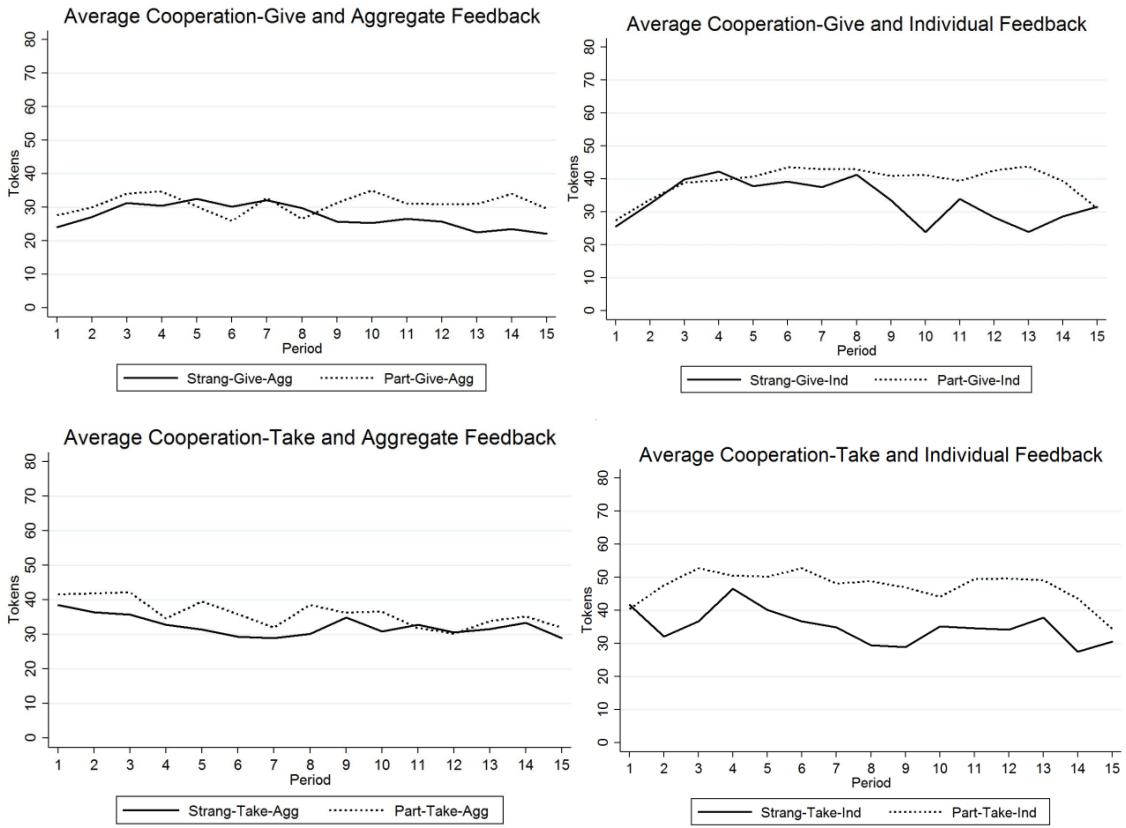 Average Cooperation-Give and Aggregate Feedback
80
70
60
50
40
30
20
10
0
Tokens
1 2 3 4 5 6 7 8 9 10 11 12 13 14 15
Period
Strang-Give-Agg Part-Give-Agg
Average Cooperation-Give and Individual Feedback
80
70
60
50
40
30
20
10
0
Tokens
1 2 3 4 5 6 7 8 9 10 11 12 13 14 15
Period
Strang-Give-Ind Part-Give-Ind
Average Cooperation-Take and Aggregate Feedback
80
70
60
50
40
30
20
10
0
Tokens
1 2 3 4 5 6 7 8 9 10 11 12 13 14 15
Period
Strang-Take-Agg Part-Take-Agg
Average Cooperation-Take and Individual Feedback
80
70
60
50
40
30
20
10
0
Tokens
1 2 3 4 5 6 7 8 9 10 11 12 13 14 15
Period
Strang-Take-Ind Part-Take-Ind